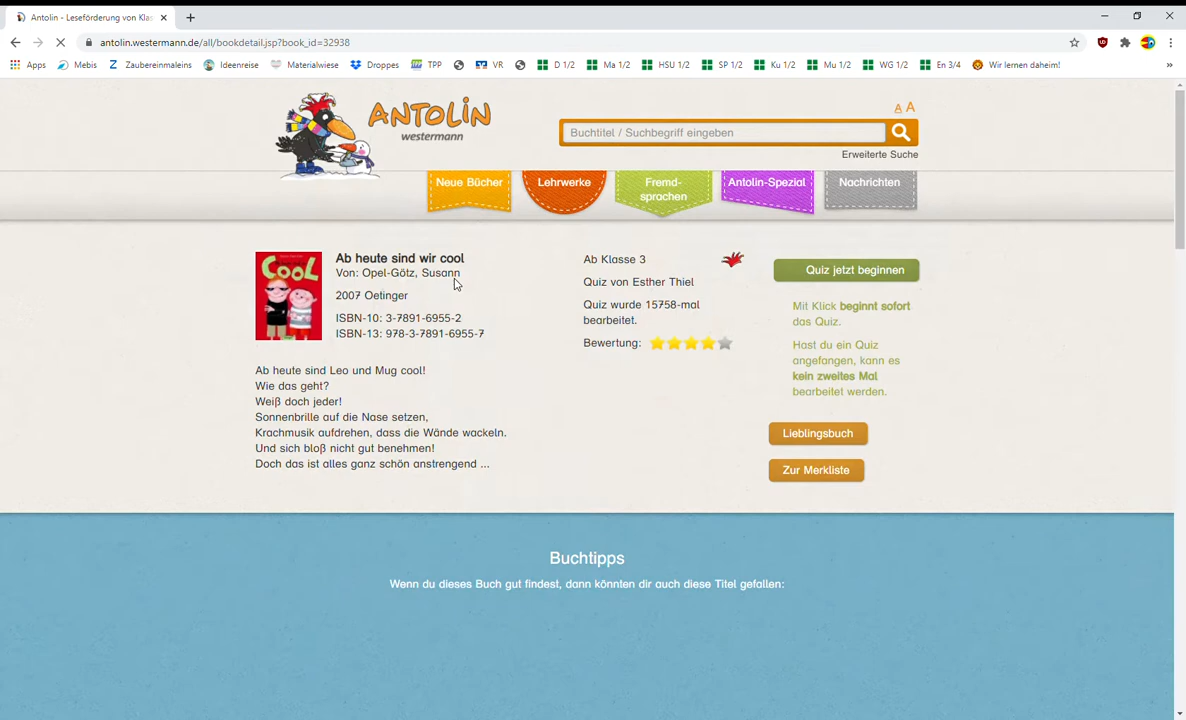 Antolin - Leseförderung von Klas
antolin.westermann.de/all/bookdetail.jsp?book_id=32938
Apps Mebis Zaubereinmaleins Ideenreise Materialwiese Droppes TPP VR D 1/2 Ma 1/2 HSU 1/2 SP 1/2 Ku 1/2 Mu 1/2 WG 1/2 En 3/4 Wir lernen daheim! »
ANTOLIN
westermann
A A
Buchtitel / Suchbegriff eingeben
Erweiterte Suche
Neue Bücher
Lehrwerke
Fremd-
sprachen
Antolin-Spezial
Nachrichten
COOL
Ab heute sind wir cool
Von: Opel-Götz, Susann
2007 Oetinger
ISBN-10: 3-7891-6955-2
ISBN-13: 978-3-7891-6955-7
Ab heute sind Leo und Mug cool!
Wie das geht?
Weiß doch jeder!
Sonnenbrille auf die Nase setzen,
Krachmusik aufdrehen, dass die Wände wackeln.
Und sich bloß nicht gut benehmen!
Doch das ist alles ganz schön anstrengend ...
Ab Klasse 3
Quiz von Esther Thiel
Quiz wurde 15758-mal
bearbeitet.
Bewertung:
Quiz jetzt beginnen
Mit Klick beginnt sofort
das Quiz.
Hast du ein Quiz
angefangen, kann es
kein zweites Mal
bearbeitet werden.
Lieblingsbuch
Zur Merkliste
Buchtipps
Wenn du dieses Buch gut findest, dann könnten dir auch diese Titel gefallen: